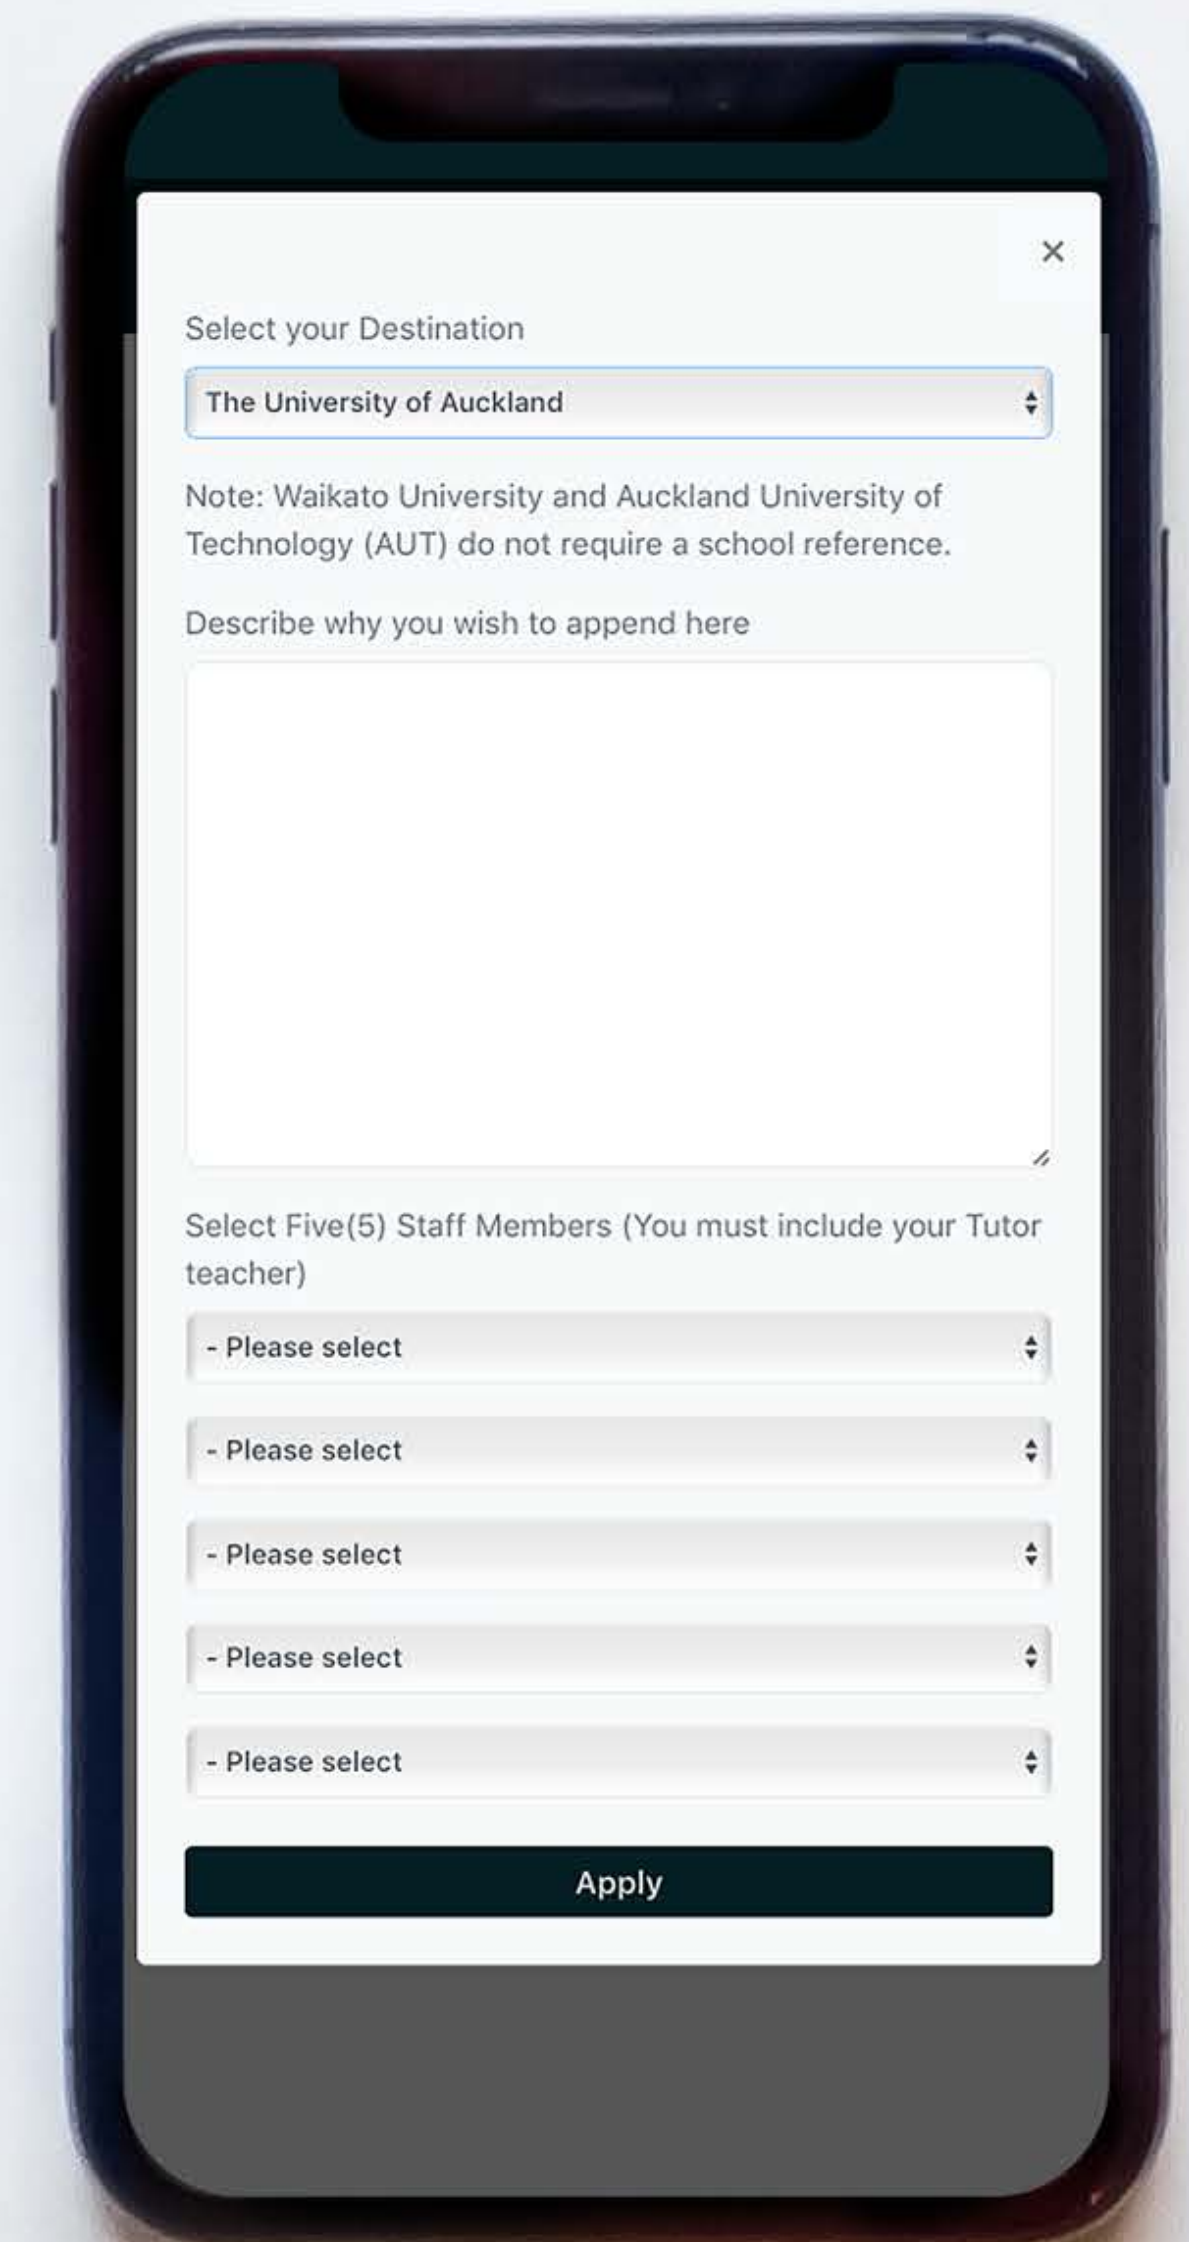 Select your Destination
The University of Auckland
Note: Waikato University and Auckland University of
Technology (AUT) do not require a school reference.
Describe why you wish to append here
Select Five(5) Staff Members (You must include your Tutor
teacher)
- Please select
- Please select
- Please select
- Please select
- Please select
Apply